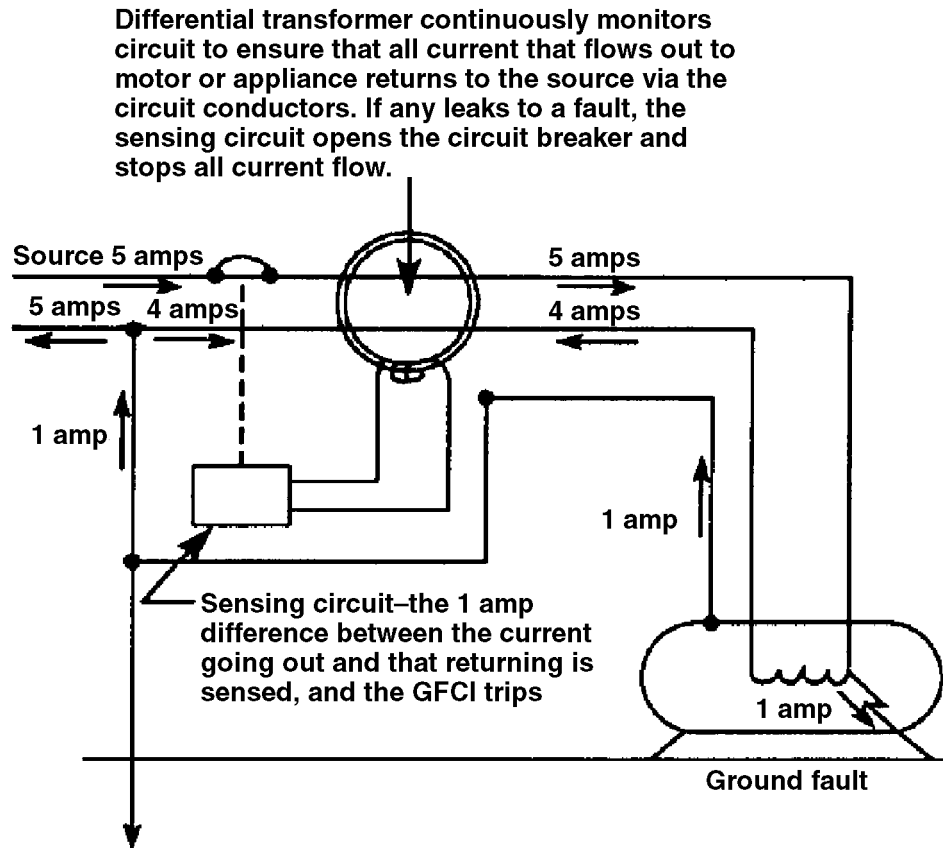 Differential transformer continuously monitors
circuit to ensure that all current that flows out to
motor or appliance returns to the source via the
circuit conductors. If any leaks to a fault, the
sensing circuit opens the circuit breaker and
stops all current flow.
Source 5 amps
5 amps
5 amps
4 amps
4 amps
1 amp
1 amp
Sensing circuit–the 1 amp
difference between the current
going out and that returning is
sensed, and the GFCI trips
1 amp
Ground fault